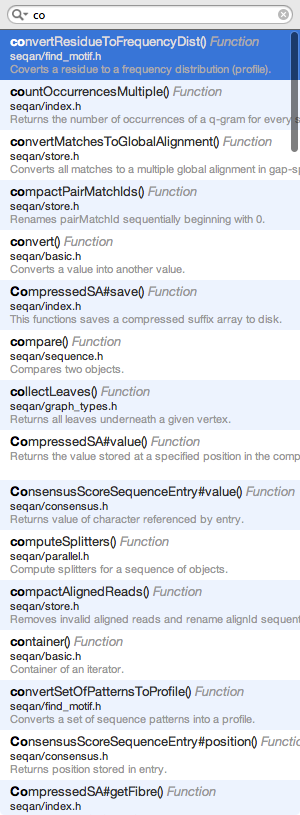 co
convertResidueToFrequencyDist() Function
seqan/find_motif.h
Coverts a residue to a frequency distribution (profile).
countOccurrencesMultiple() Function
seqan/index.h
Returns the number of occurrences of a q-gram for every s
convertMatchesToGlobalAlignment() Function
seqan/store.h
Converts all matches to a multiple global alignment in gap-sp
compactPairMatchIds() Function
seqan/store.h
Renames pairMatchId sequentially beginning with 0.
convert() Function
seqan/basic.h
Converts a value into another value.
CompressedSA#save() Function
seqan/index.h
This functions saves a compressed suffix array to disk.
compare() Function
seqan/sequence.h
Compares two objects.
collectLeaves() Function
seqan/graph_types.h
Returns all leaves underneath a given vertex.
CompressedSA#value() Function
Returns the value stored at a specified position in the comp
ConsensusScoreSequenceEntry#value() Function
seqan/consensus.h
Returns value of character referenced by entry.
computeSplitters() Function
seqan/parallel.h
Compute splitters for a sequence of objects.
compactAlignedReads() Function
seqan/store.h
Removes invalid aligned reads and rename alignId sequent
container() Function
seqan/basic.h
Container of an iterator.
convertSetOfPatternsToProfile() Function
seqan/find_motif.h
Converts a set of sequence patterns into a profile.
ConsensusScoreSequenceEntry#position() Functio
seqan/consensus.h
Returns position stored in entry.
CompressedSA#getFibre() Function
seqan/index.h